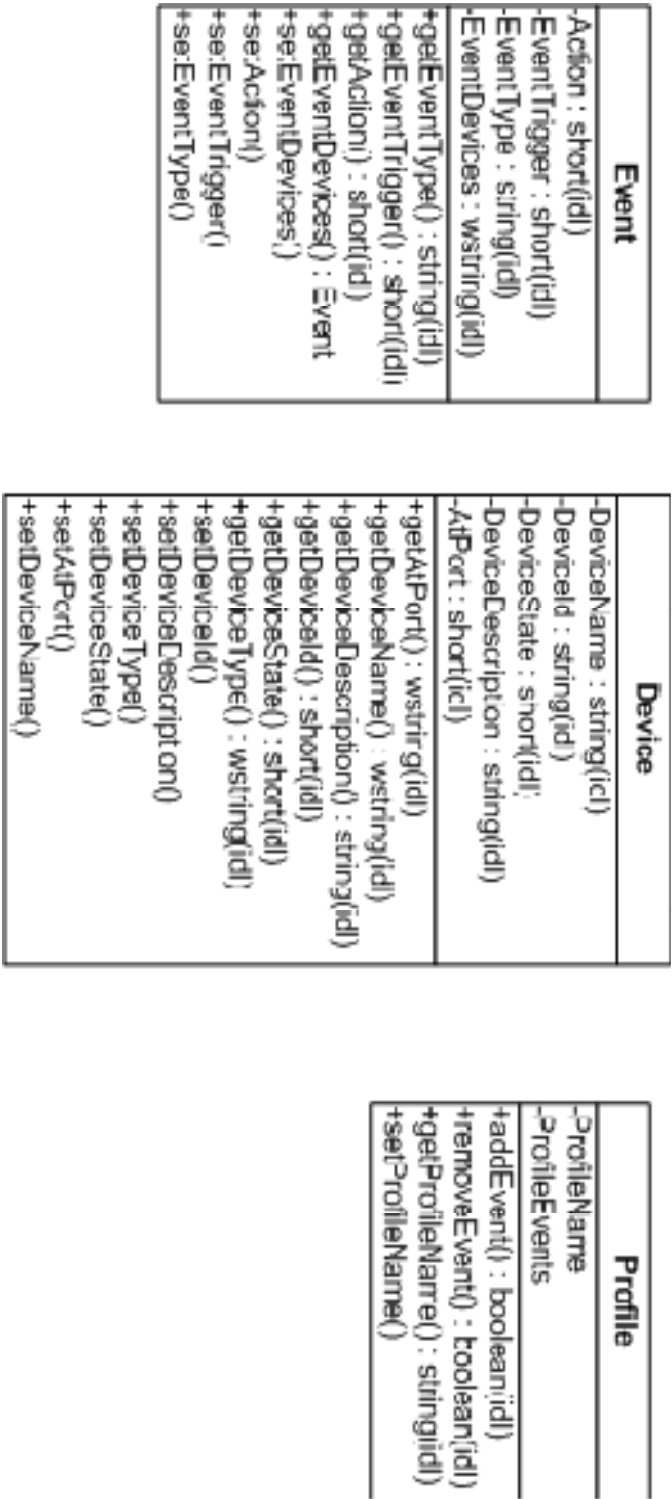 Event
-Action : short(idl)
-EventTrigger : short(idl)
-EventType : string(idl)
-EventDevices : wstring(idl)
+getEventType() : string(idl)
+getEventTrigger() : short(idl)
+getAction() : short(idl)
+getEventDevices() : Event
+setEventDevices()
+setAction()
+setEventTrigger()
+setEventType()
Device
-DeviceName : string(idl)
-DeviceId : string(idl)
-DeviceState : short(idl)
-DeviceDescription : string(idl)
-AtPort : short(idl)
+getAtPort() : wstring(idl)
+getDeviceName() : wstring(idl)
+getDeviceDescription() : string(idl)
+getDeviceId() : short(idl)
+getDeviceState() : short(idl)
+getDeviceType() : wstring(idl)
+setDeviceId()
+setDeviceDescription()
+setDeviceType()
+setDeviceState()
+setAtPort()
+setDeviceName()
Profile
-ProfileName
-ProfileEvents
+addEvent() : boolean(idl)
+removeEvent() : boolean(idl)
+getProfileName() : string(idl)
+setProfileName()